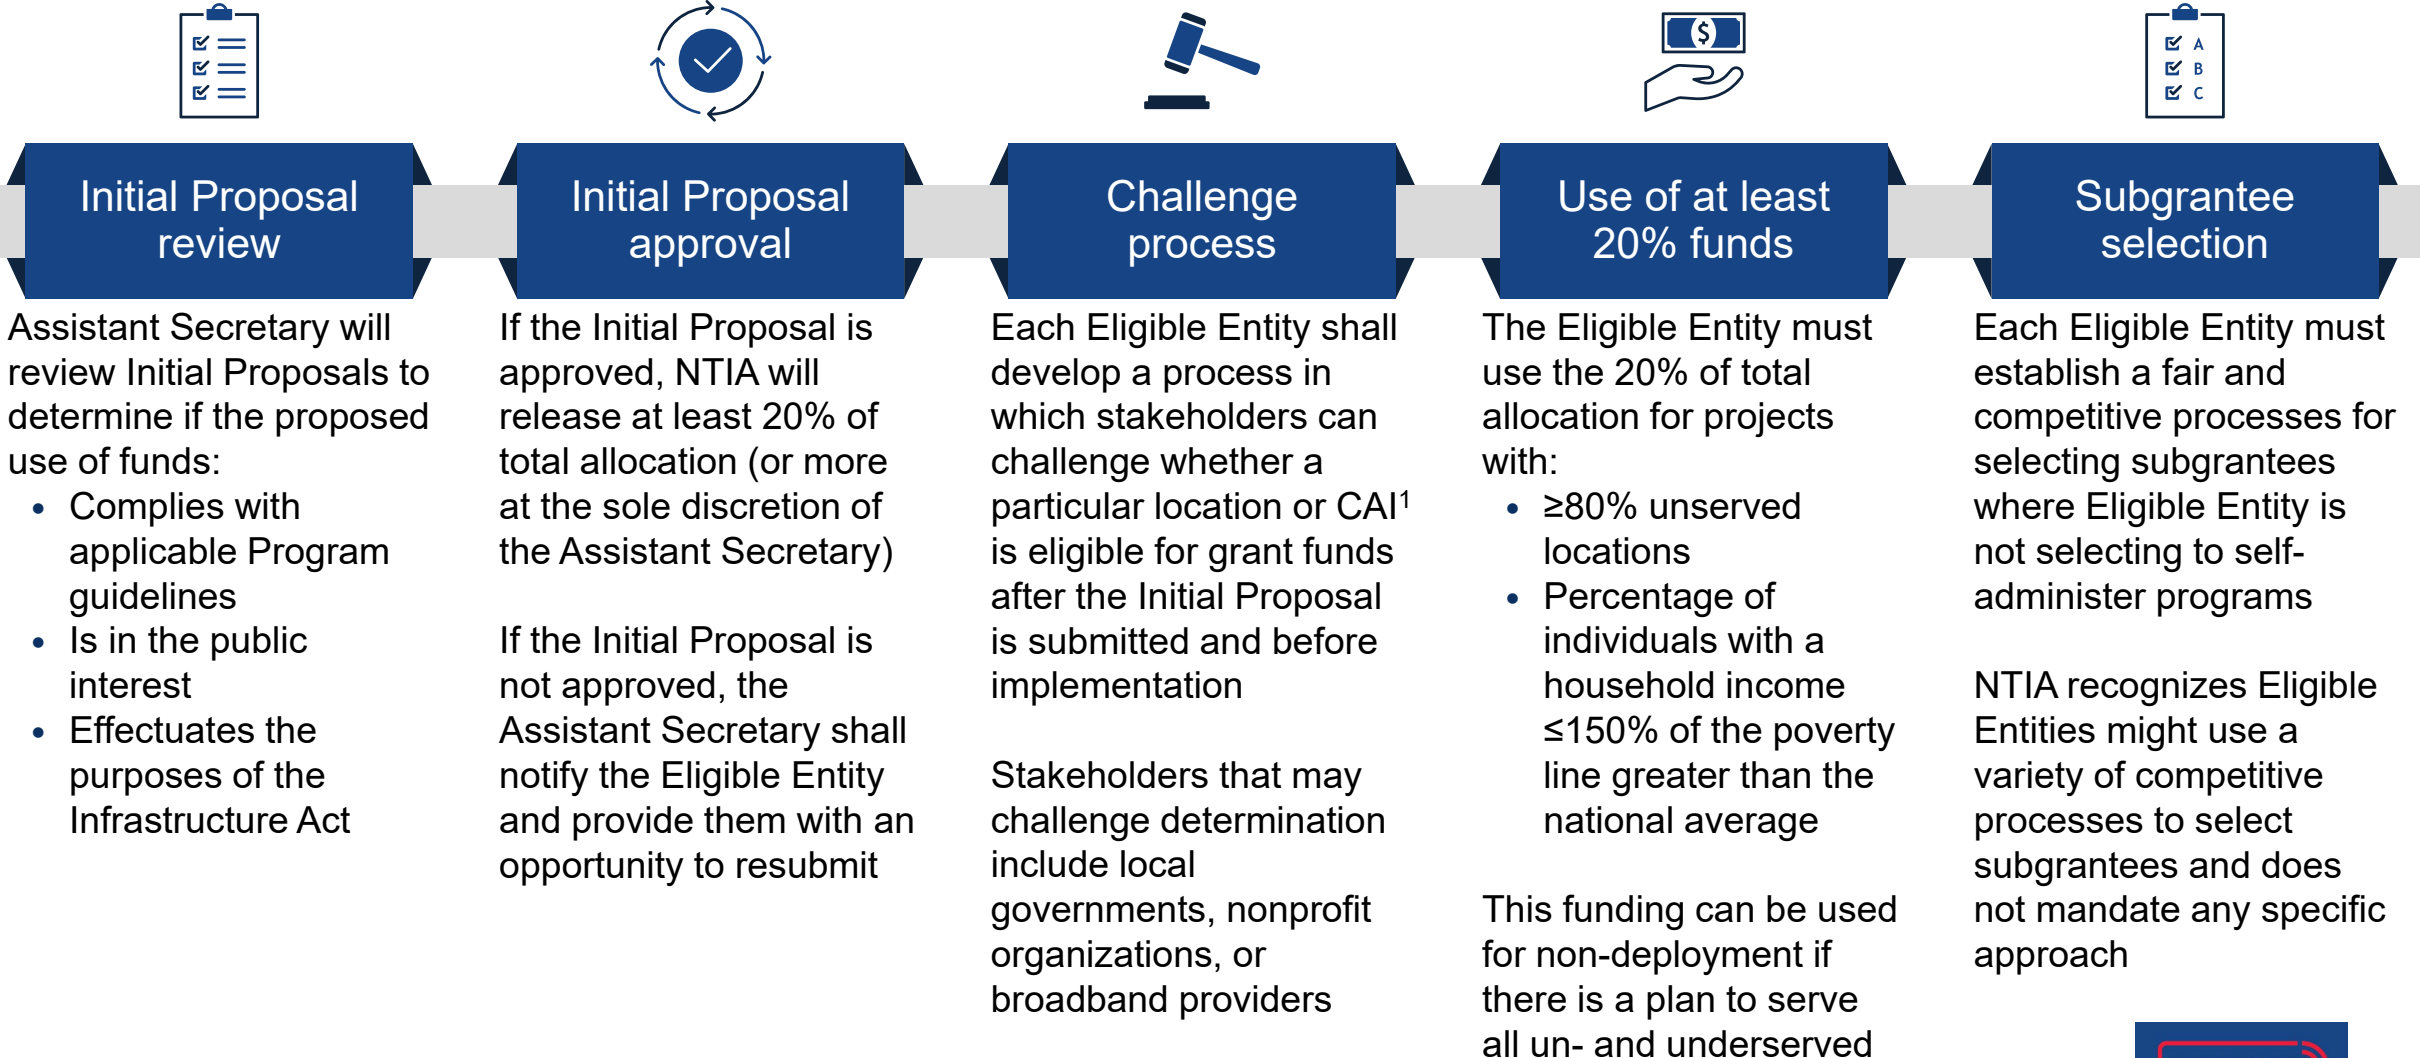 A
B
C
Initial Proposal
review
Assistant Secretary will
review Initial Proposals to
determine if the proposed
use of funds:
• Complies with
applicable Program
guidelines
• Is in the public
interest
• Effectuates the
purposes of the
Infrastructure Act
Initial Proposal
approval
If the Initial Proposal is
approved, NTIA will
release at least 20% of
total allocation (or more
at the sole discretion of
the Assistant Secretary)
If the Initial Proposal is
not approved, the
Assistant Secretary shall
notify the Eligible Entity
and provide them with an
opportunity to resubmit
Challenge
process
Each Eligible Entity shall
develop a process in
which stakeholders can
challenge whether a
particular location or CAI¹
is eligible for grant funds
after the Initial Proposal
is submitted and before
implementation
Stakeholders that may
challenge determination
include local
governments, nonprofit
organizations, or
broadband providers
$
Use of at least
20% funds
The Eligible Entity must
use the 20% of total
allocation for projects
with:
• ≥80% unserved
locations
• Percentage of
individuals with a
household income
≤150% of the poverty
line greater than the
national average
This funding can be used
for non-deployment if
there is a plan to serve
all un- and underserved
Subgrantee
selection
Each Eligible Entity must
establish a fair and
competitive processes for
selecting subgrantees
where Eligible Entity is
not selecting to self-
administer programs
NTIA recognizes Eligible
Entities might use a
variety of competitive
processes to select
subgrantees and does
not mandate any specific
approach